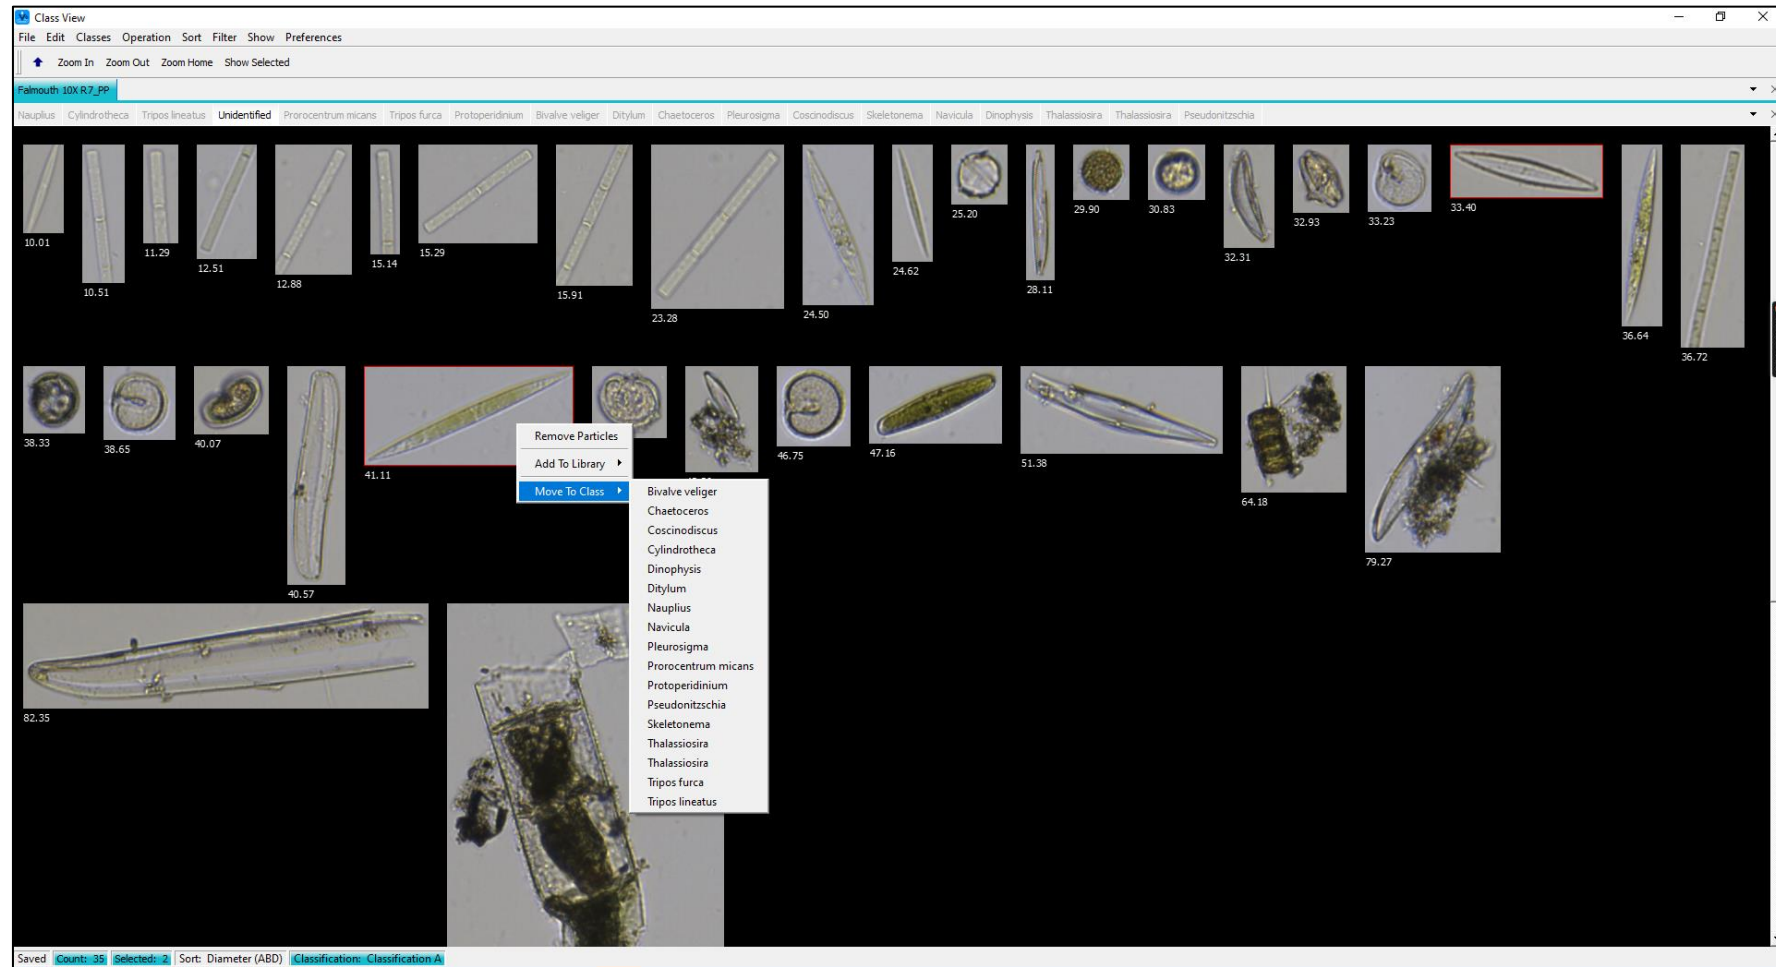 Class View
File Edit Classes Operation Sort Filter Show Preferences
Zoom In Zoom Out Zoom Home Show Selected
Falmouth 10X R7_PP
Nauplius Cylindrotheca Tripos lineatus Unidentified Prorocentrum micans Tripos furca Protoperidinium Bivalve veliger Ditylum Chaetoceros Pleurosigma Coscinodiscus Skeletonema Navicula Dinophysis Thalassiosira Thalassiosira Pseudonitzschia
10.01
10.51
11.29
12.51
12.88
15.14
15.29
15.91
23.28
24.50
24.62
25.20
28.11
29.90
30.83
32.31
32.93
33.23
33.40
36.64
36.72
38.33
38.65
40.07
40.57
41.11
46.75
47.16
51.38
64.18
79.27
82.35
Remove Particles
Add To Library
Move To Class
Bivalve veliger
Chaetoceros
Coscinodiscus
Cylindrotheca
Dinophysis
Ditylum
Nauplius
Navicula
Pleurosigma
Prorocentrum micans
Protoperidinium
Pseudonitzschia
Skeletonema
Thalassiosira
Thalassiosira
Tripos furca
Tripos lineatus
Saved Count: 35 Selected: 2 Sort: Diameter (ABD) Classification: Classification A